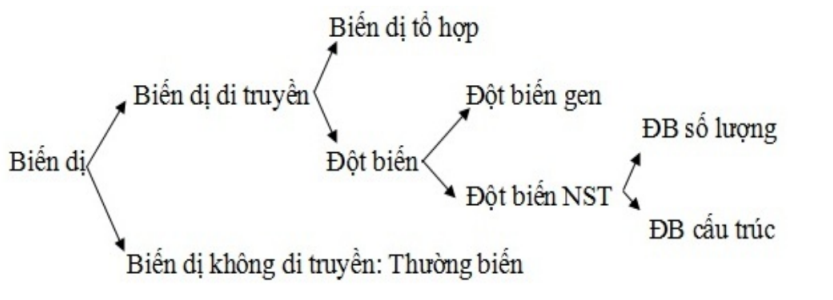 Biến dị tổ hợp
Biến dị di truyền
Đột biến gen
ĐB số lượng
Biến dị
Đột biến
Đột biến NST
ĐB cấu trúc
Biến dị không di truyền: Thường biến